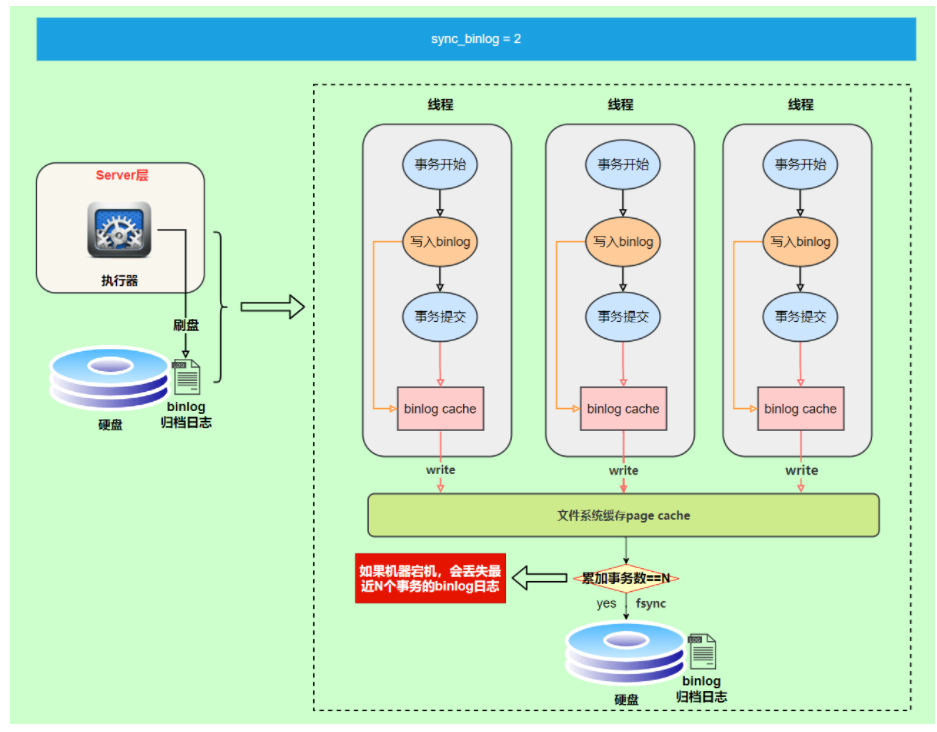 sync_binlog = 2
Server层
执行器
刷盘
LOG
binlog
归档日志
硬盘
线程
线程
线程
事务开始
事务开始
事务开始
写入binlog
写入binlog
写入binlog
事务提交
事务提交
事务提交
binlog cache
binlog cache
binlog cache
write
write
write
文件系统缓存page cache
如果机器宕机，会丢失最
近N个事务的binlog日志
累加事务数==N
yes
fsync
LOG
binlog
归档日志
硬盘